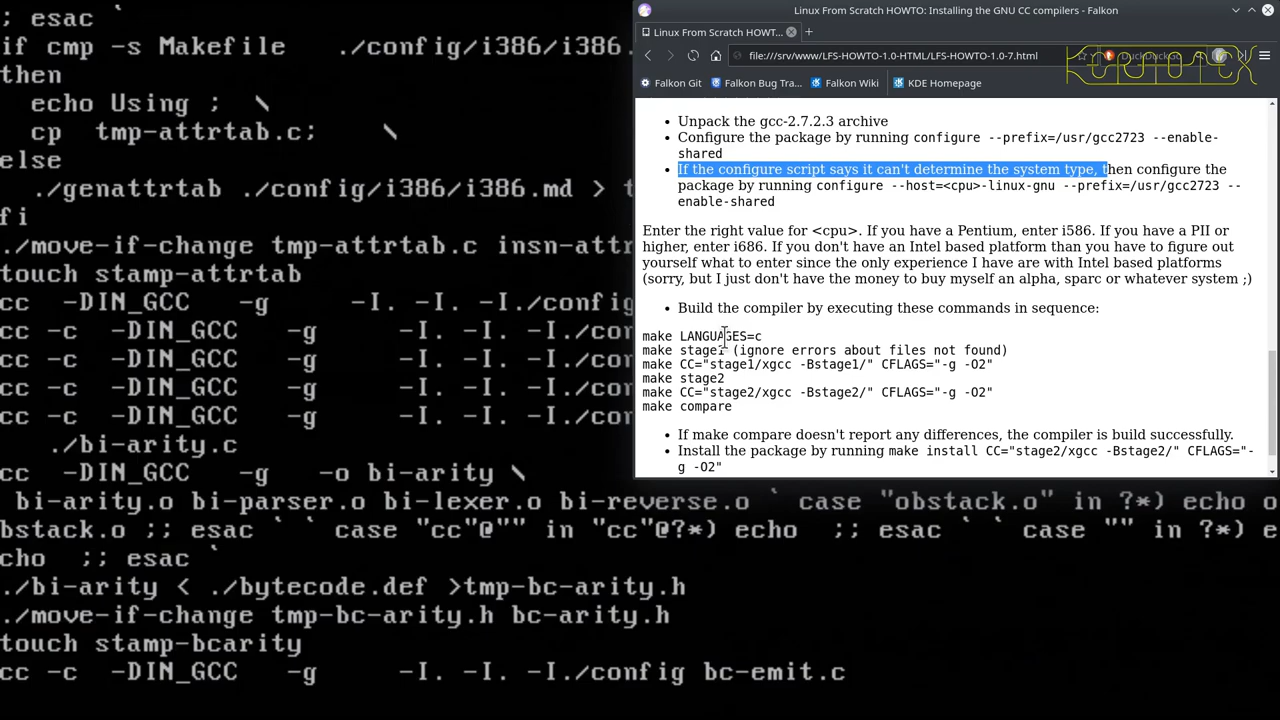 ; esac `
if cmp -s Makefile ./config/i386/i386.
then
echo Using ; \
cp tmp-attrtab.c; \
else
./genattrtab ./config/i386/i386.md > t
fi
./move-if-change tmp-attrtab.c insn-attr
touch stamp-attrtab
cc -DIN_GCC -g -I. -I. -I./config
cc -c -DIN_GCC -g -I. -I. -I./con
cc -c -DIN_GCC -g -I. -I. -I./con
cc -c -DIN_GCC -g -I. -I. -I./con
cc -c -DIN_GCC -g -I. -I. -I./con
./bi-arity.c
cc -DIN_GCC -g -o bi-arity \
bi-arity.o bi-parser.o bi-lexer.o bi-reverse.o ` case "obstack.o" in ?*) echo o
bstack.o ;; esac ` ` case "cc"@"" in "cc"@?*) echo ;; esac ` ` case "" in ?*) e
cho ;; esac `
./bi-arity < ./bytecode.def >tmp-bc-arity.h
./move-if-change tmp-bc-arity.h bc-arity.h
touch stamp-bcarity
cc -c -DIN_GCC -g -I. -I. -I./config bc-emit.c
Linux From Scratch HOWTO: Installing the GNU CC compilers - Falkon
Linux From Scratch HOWT...
file:///srv/www/LFS-HOWTO-1.0-HTML/LFS-HOWTO-1.0-7.html
DuckDuckGo
Falkon Git
Falkon Bug Tra...
Falkon Wiki
KDE Homepage
• Unpack the gcc-2.7.2.3 archive
• Configure the package by running configure --prefix=/usr/gcc2723 --enable-
shared
• If the configure script says it can't determine the system type, then configure the
package by running configure --host=<cpu>-linux-gnu --prefix=/usr/gcc2723 --
enable-shared
Enter the right value for <cpu>. If you have a Pentium, enter i586. If you have a PII or
higher, enter i686. If you don't have an Intel based platform than you have to figure out
yourself what to enter since the only experience I have are with Intel based platforms
(sorry, but I just don't have the money to buy myself an alpha, sparc or whatever system ;)
• Build the compiler by executing these commands in sequence:
make LANGUAGES=c
make stage1 (ignore errors about files not found)
make CC="stage1/xgcc -Bstage1/" CFLAGS="-g -O2"
make stage2
make CC="stage2/xgcc -Bstage2/" CFLAGS="-g -O2"
make compare
• If make compare doesn't report any differences, the compiler is build successfully.
• Install the package by running make install CC="stage2/xgcc -Bstage2/" CFLAGS="-
g -O2"